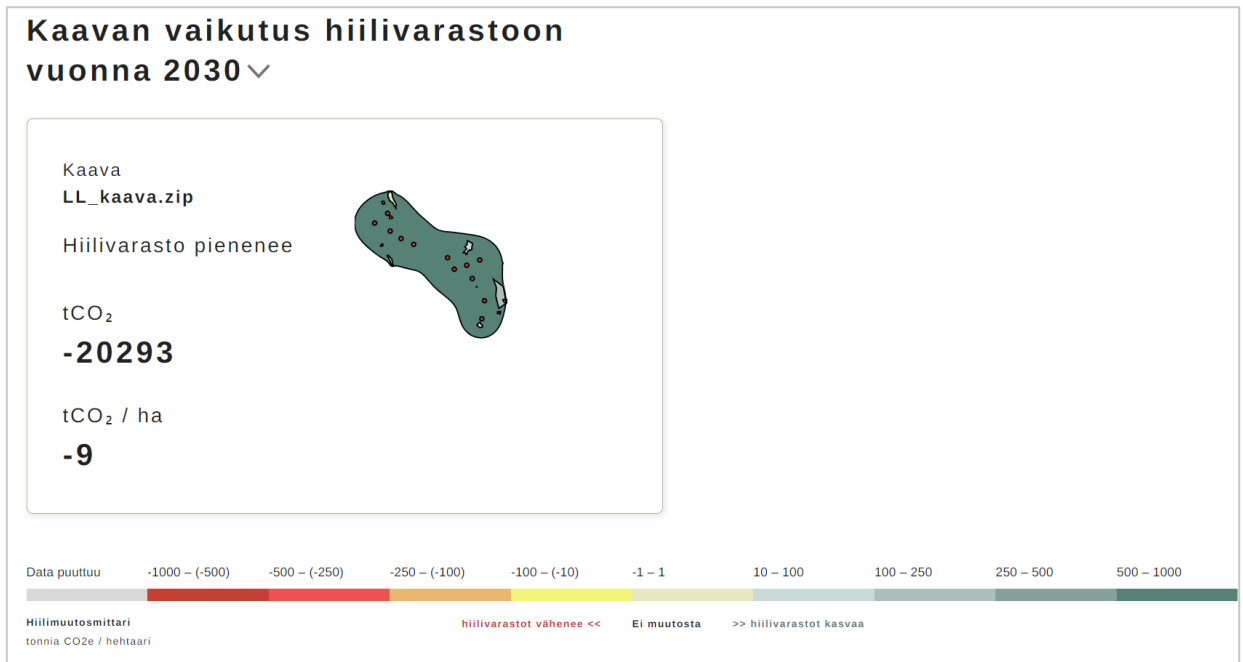 Kaavan vaikutus hiilivarastoon
vuonna 2030
Kaava
LL_kaava.zip
Hiilivarasto pienenee
tCO₂
-20293
tCO₂ / ha
-9
Data puuttuu -1000 – (-500) -500 – (-250) -250 – (-100) -100 – (-10) -1 – 1 10 – 100 100 – 250 250 – 500 500 – 1000
Hiilimuutosmittari hiilivarastot vähenee << Ei muutosta >> hiilivarastot kasvaa
tonnia CO2e / hehtaari